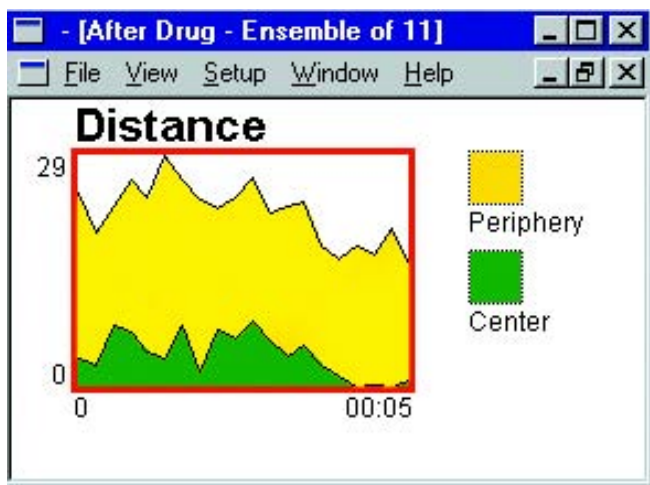 - [After Drug - Ensemble of 11]
File View Setup Window Help
Distance
29
0
0 00:05
Periphery
Center